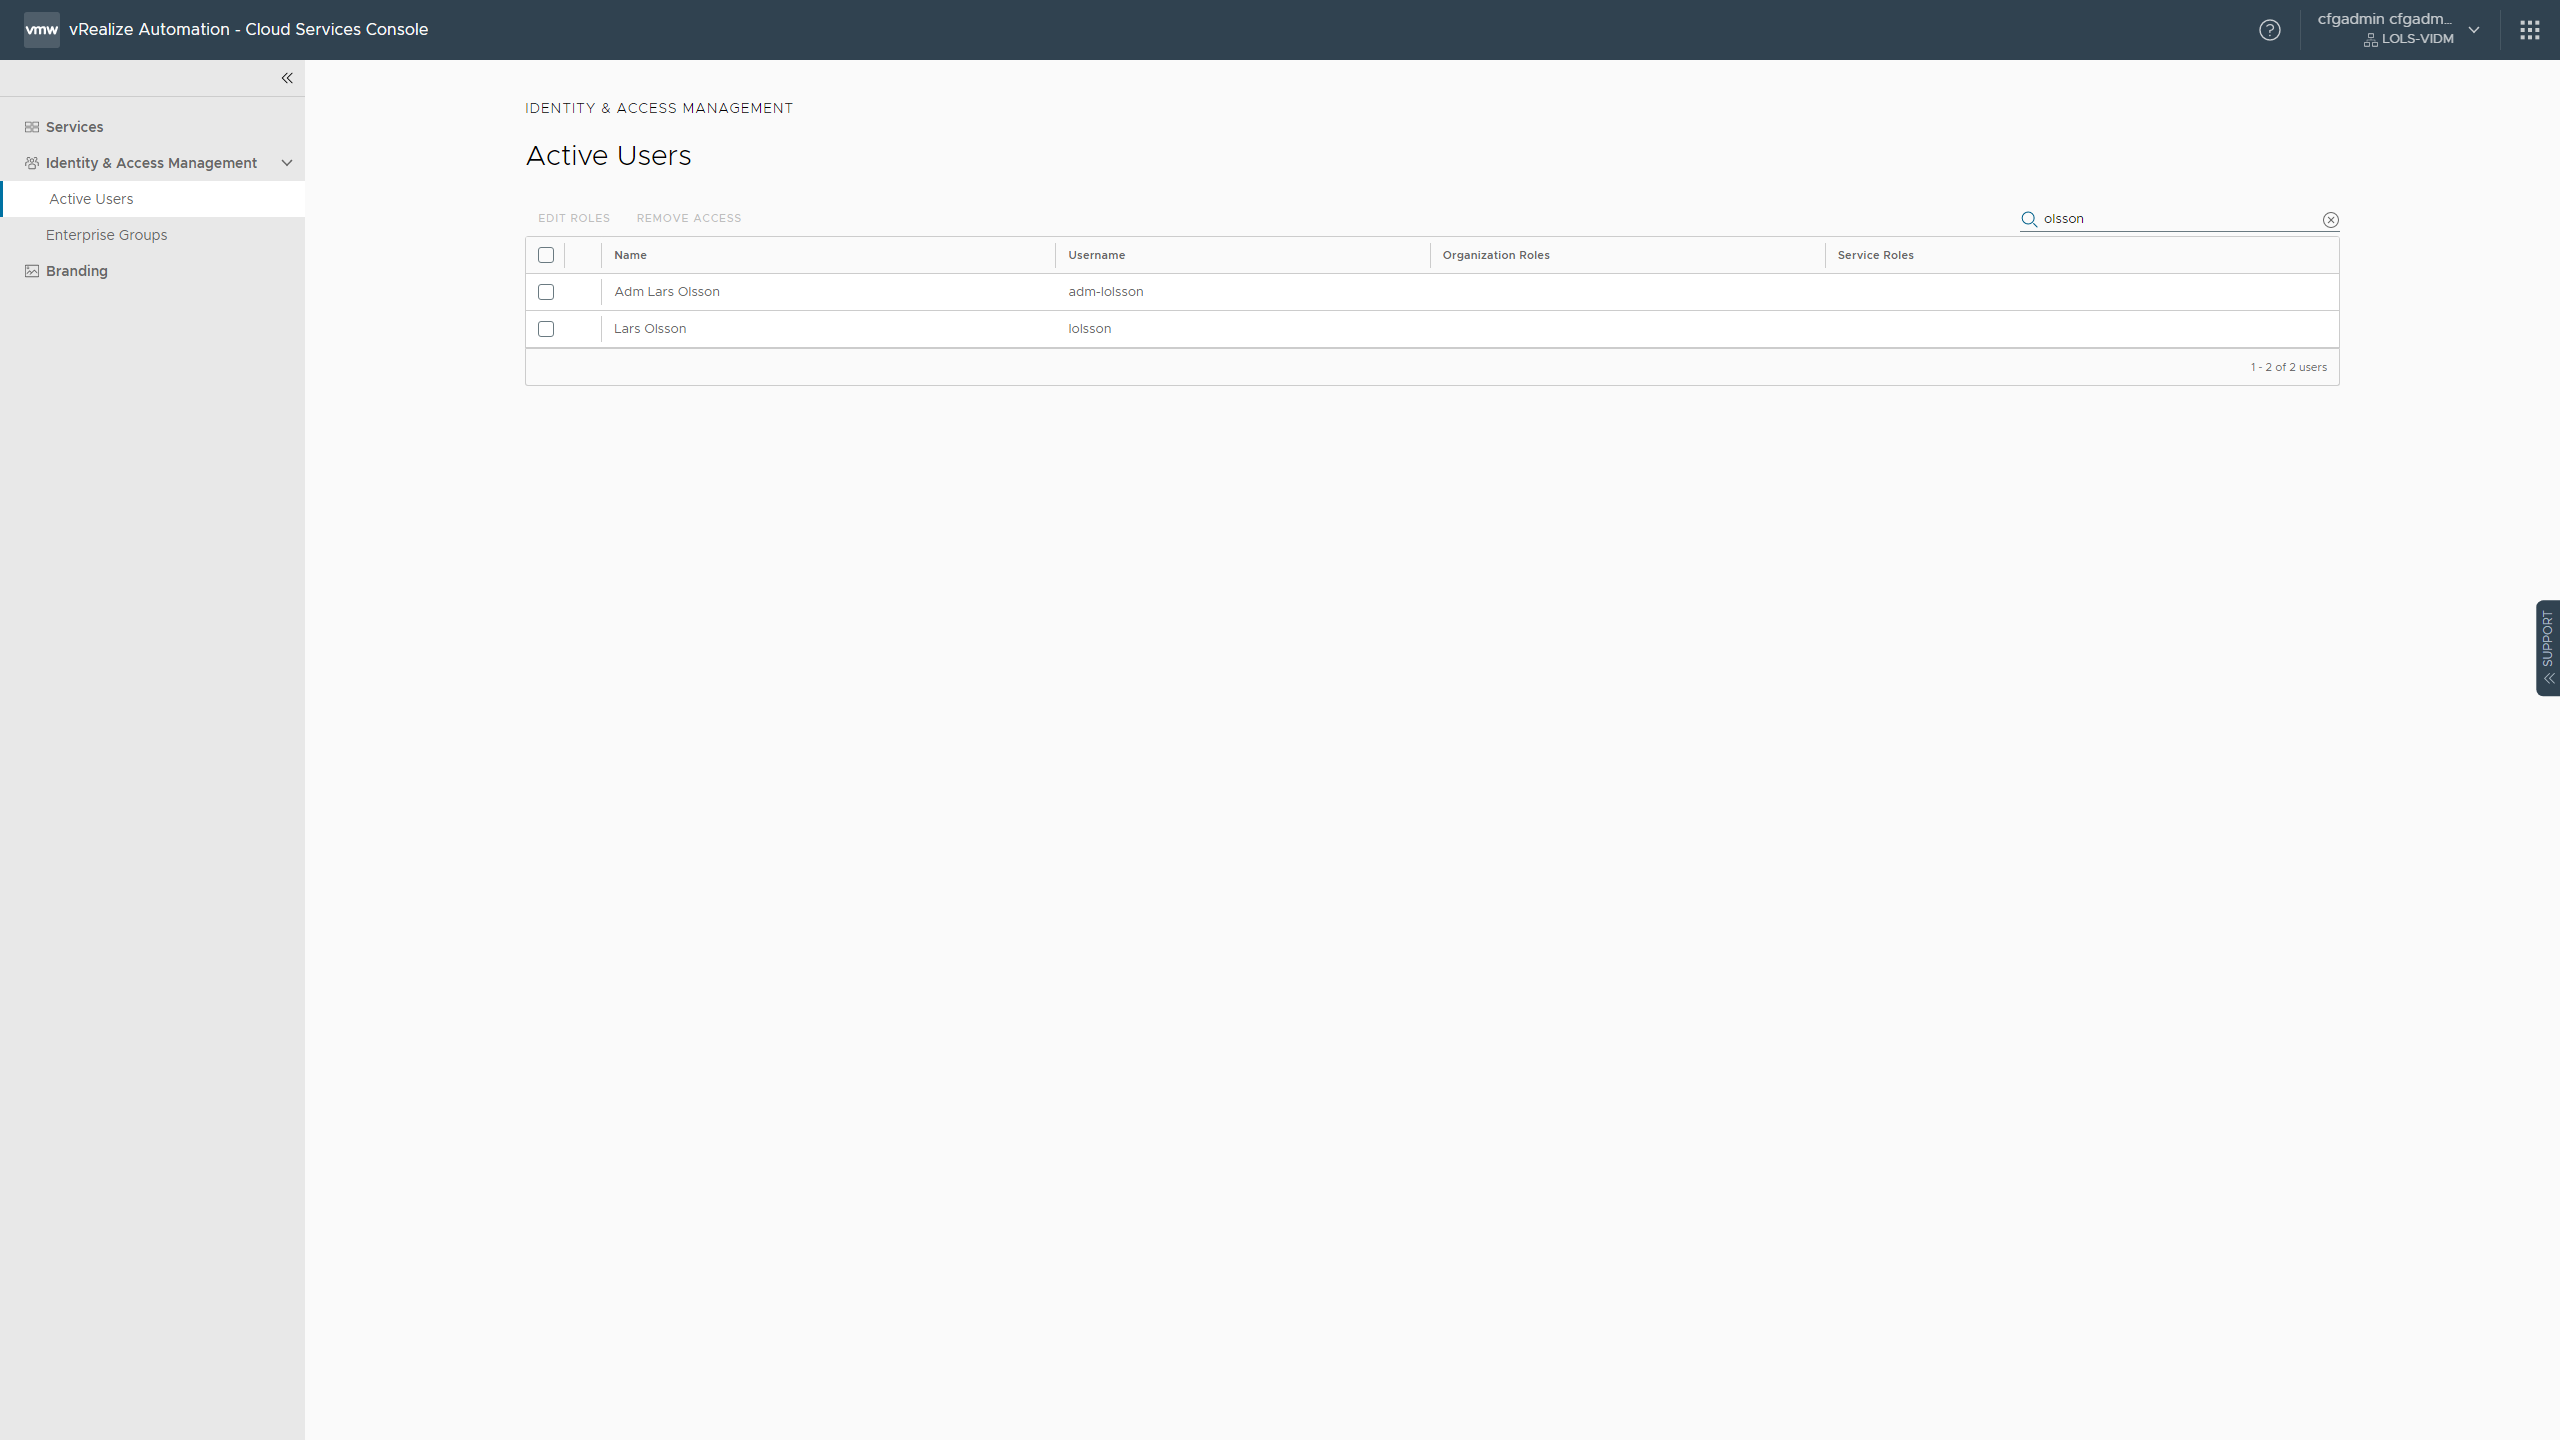 vmw vRealize Automation - Cloud Services Console
cfgadmin cfgadm...
LOLS-VIDM
Services
Identity & Access Management
Active Users
Enterprise Groups
Branding
IDENTITY & ACCESS MANAGEMENT
Active Users
EDIT ROLES REMOVE ACCESS
olsson
Name Username Organization Roles Service Roles
Adm Lars Olsson adm-lolsson
Lars Olsson lolsson
1 - 2 of 2 users
SUPPORT